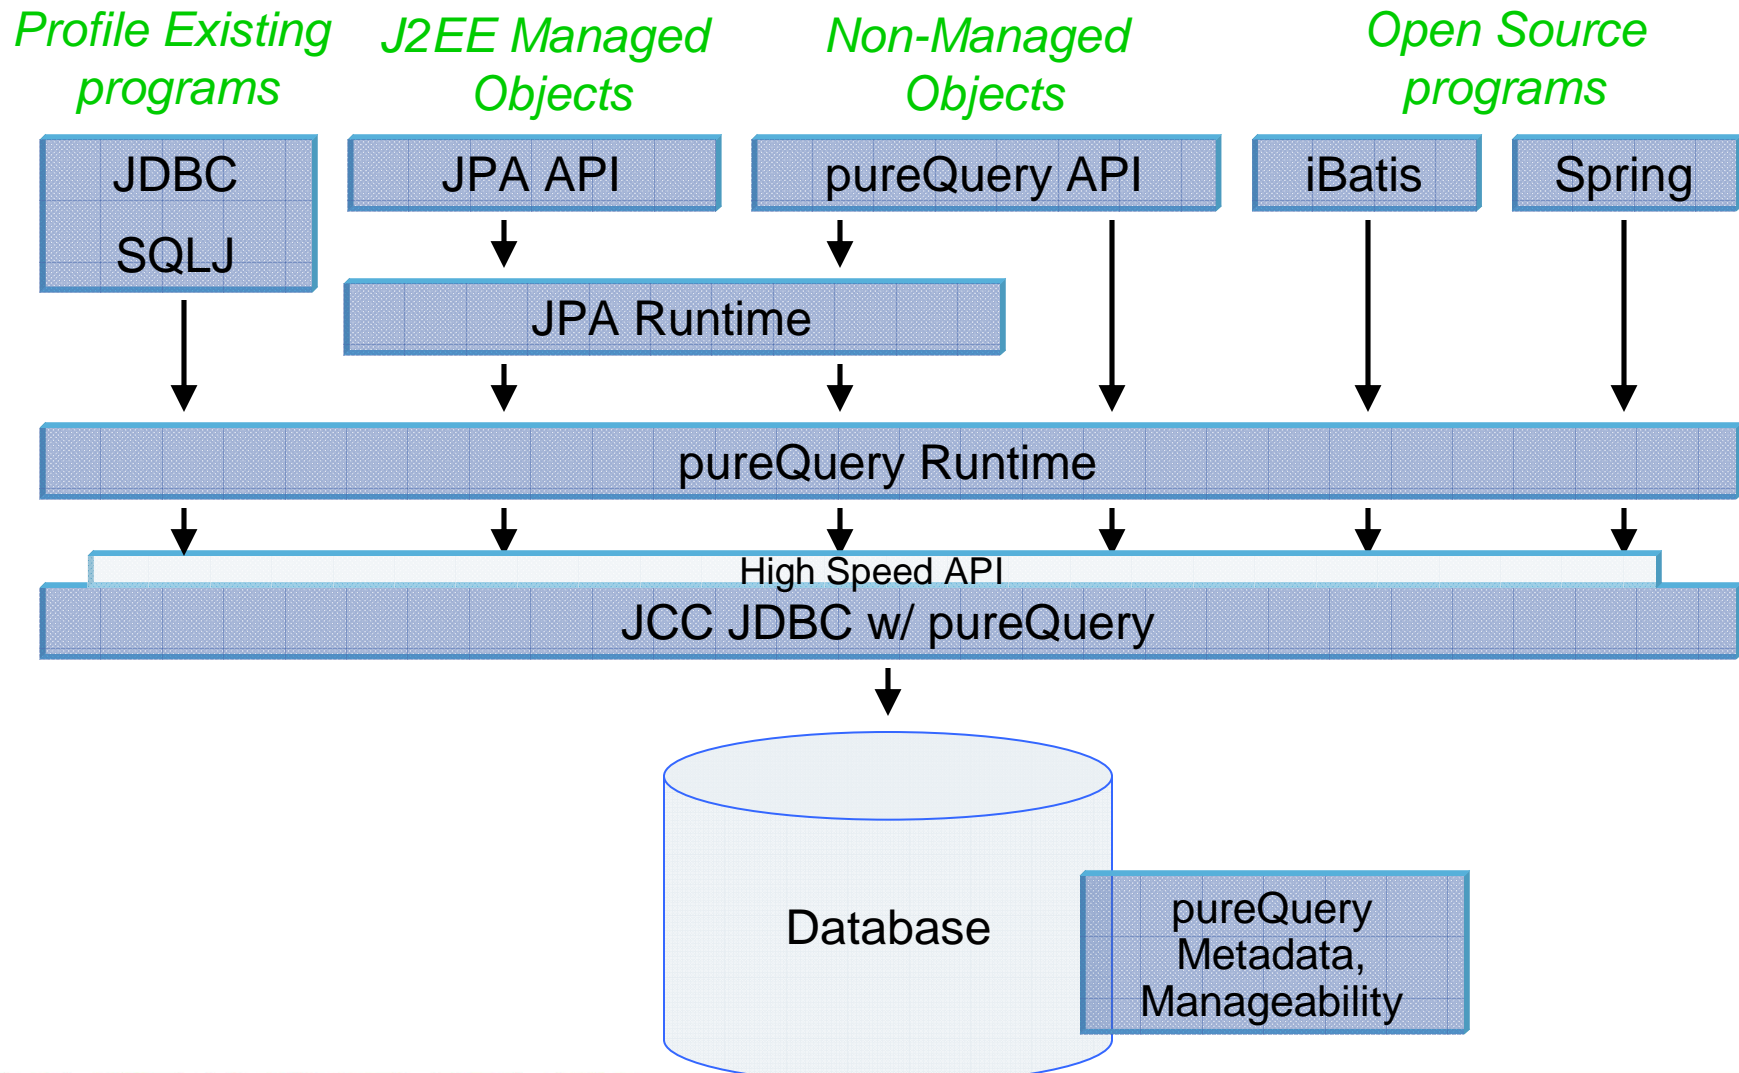 Profile Existing
programs
J2EE Managed
Objects
Non-Managed
Objects
Open Source
programs
JDBC
SQLJ
JPA API
pureQuery API
iBatis
Spring
JPA Runtime
pureQuery Runtime
High Speed API
JCC JDBC w/ pureQuery
Database
pureQuery
Metadata,
Manageability